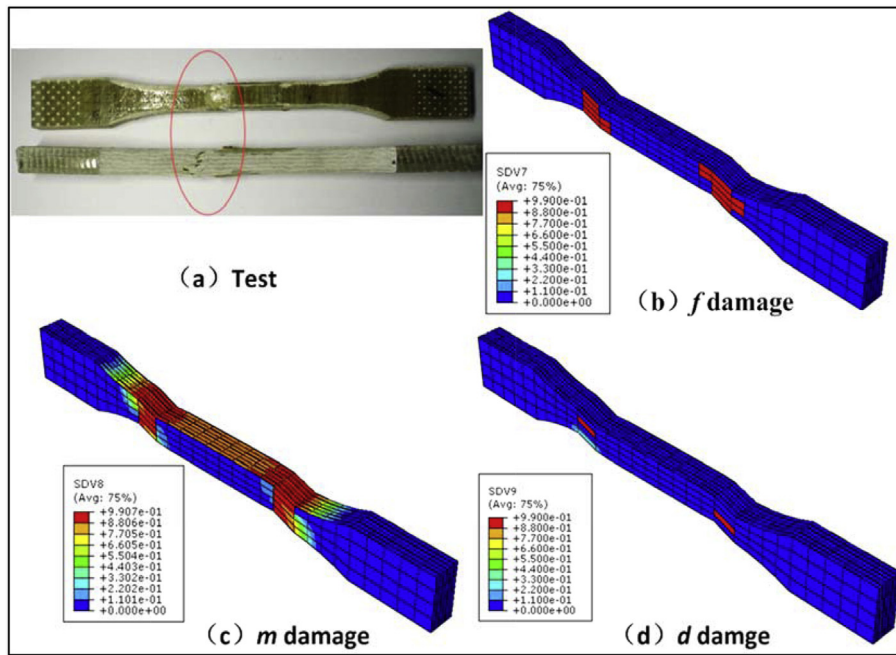 (a) Test
SDV7
(Avg: 75%)
+9.900e-01
+8.800e-01
+7.700e-01
+6.600e-01
+5.500e-01
+4.400e-01
+3.300e-01
+2.200e-01
+1.100e-01
+0.000e+00
(b) f damage
SDV8
(Avg: 75%)
+9.907e-01
+8.806e-01
+7.705e-01
+6.605e-01
+5.504e-01
+4.403e-01
+3.302e-01
+2.202e-01
+1.101e-01
+0.000e+00
(c) m damage
SDV9
(Avg: 75%)
+9.900e-01
+8.800e-01
+7.700e-01
+6.600e-01
+5.500e-01
+4.400e-01
+3.300e-01
+2.200e-01
+1.100e-01
+0.000e+00
(d) d damge